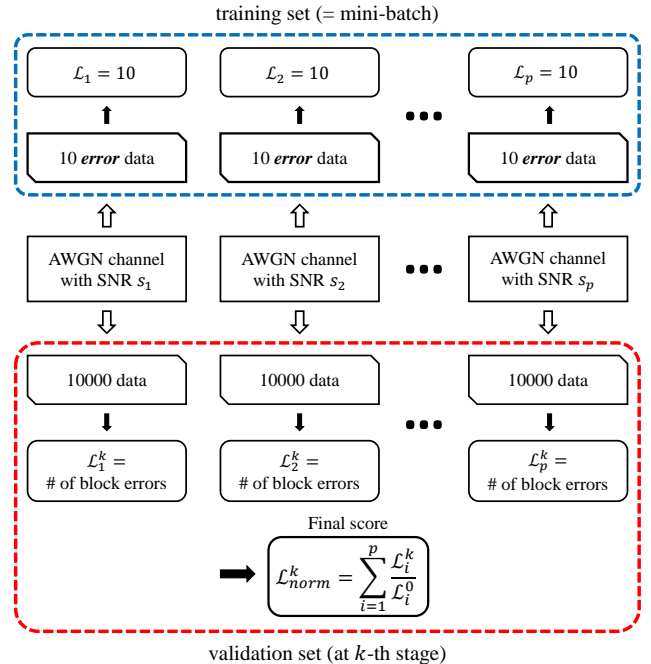 training set (= mini-batch)
ℒ₁ = 10
ℒ₂ = 10
ℒₚ = 10
10 error data
10 error data
10 error data
AWGN channel
with SNR s₁
AWGN channel
with SNR s₂
AWGN channel
with SNR sₚ
10000 data
10000 data
10000 data
ℒ₁ᵏ =
# of block errors
ℒ₂ᵏ =
# of block errors
ℒₚᵏ =
# of block errors
Final score
ℒᵏₙₒᵣₘ = ∑ᵢ₌₁ᵖ ℒᵢᵏ / ℒᵢ⁰
validation set (at k-th stage)